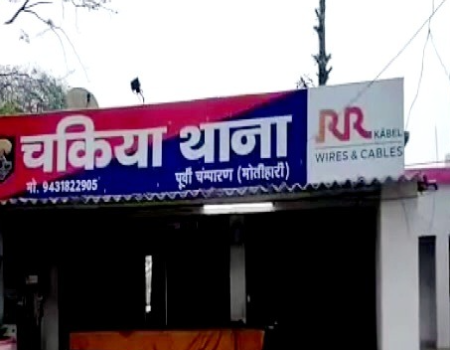 चकिया थाना
मो. 9431822905
पूर्वी चम्पारण (मोतीहारी)
RR KABEL
WIRES & CABLES